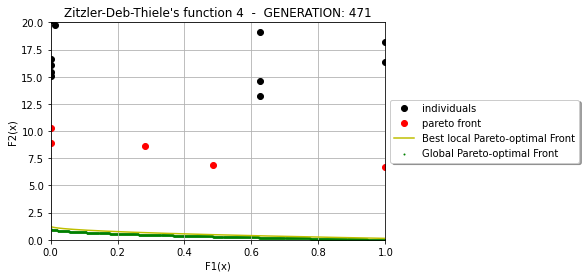 Zitzler-Deb-Thiele's function 4 - GENERATION: 471
20.0
17.5
15.0
12.5
10.0
7.5
5.0
2.5
0.0
F2(x)
0.0 0.2 0.4 0.6 0.8 1.0
F1(x)
individuals
pareto front
Best local Pareto-optimal Front
Global Pareto-optimal Front